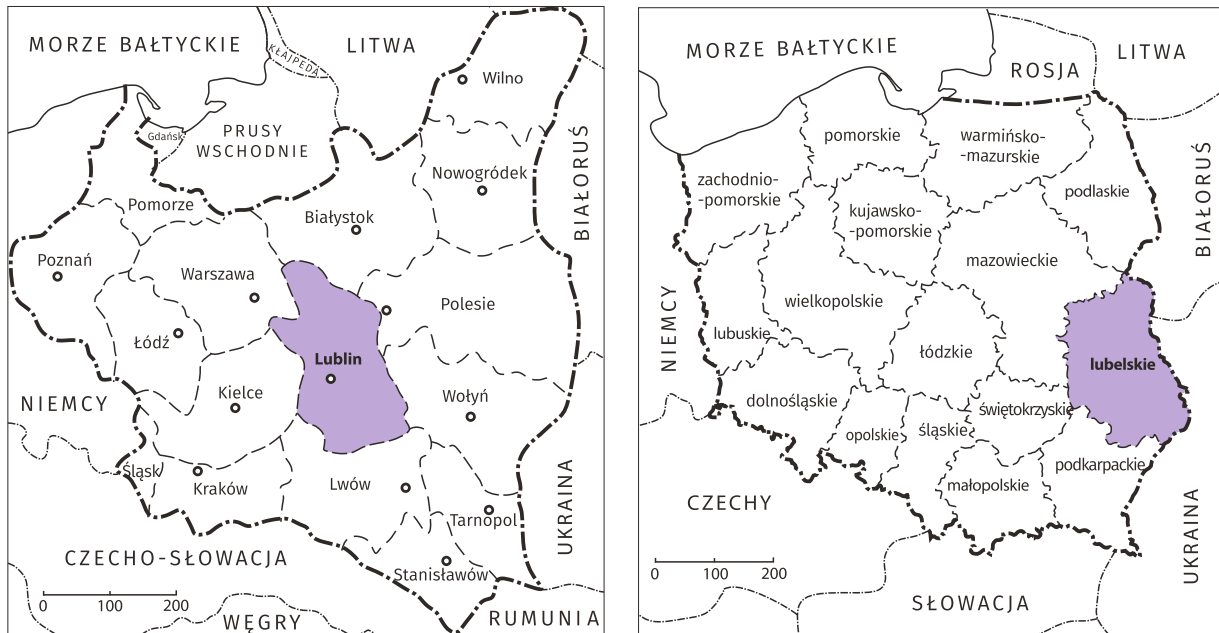 MORZE BAŁTYCKIE
LITWA
KŁAJPEDA
Wilno
Gdańsk
PRUSY
WSCHODNIE
BIAŁORUŚ
Nowogródek
Pomorze
Białystok
Poznań
Warszawa
Polesie
Łódź
Lublin
NIEMCY
Kielce
Wołyń
Śląsk
Kraków
Lwów
Tarnopol
UKRAINA
CZECHO-SŁOWACJA
Stanisławów
0 100 200
WĘGRY
RUMUNIA
MORZE BAŁTYCKIE
LITWA
ROSJA
pomorskie
warmińsko-
-mazurskie
zachodnio-
-pomorskie
podlaskie
BIAŁORUŚ
kujawsko-
-pomorskie
mazowieckie
NIEMCY
wielkopolskie
lubuskie
łódzkie
lubelskie
dolnośląskie
świętokrzyskie
opolskie
śląskie
podkarpackie
małopolskie
CZECHY
UKRAINA
0 100 200
SŁOWACJA